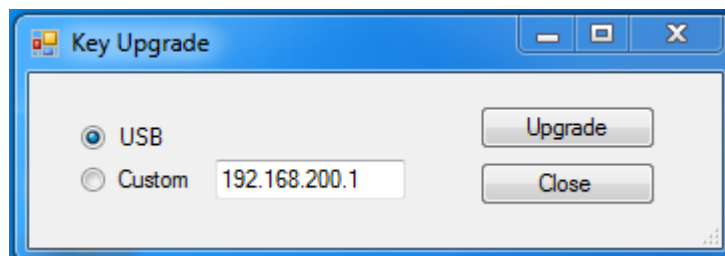 Key Upgrade
USB
Upgrade
Custom 192.168.200.1
Close